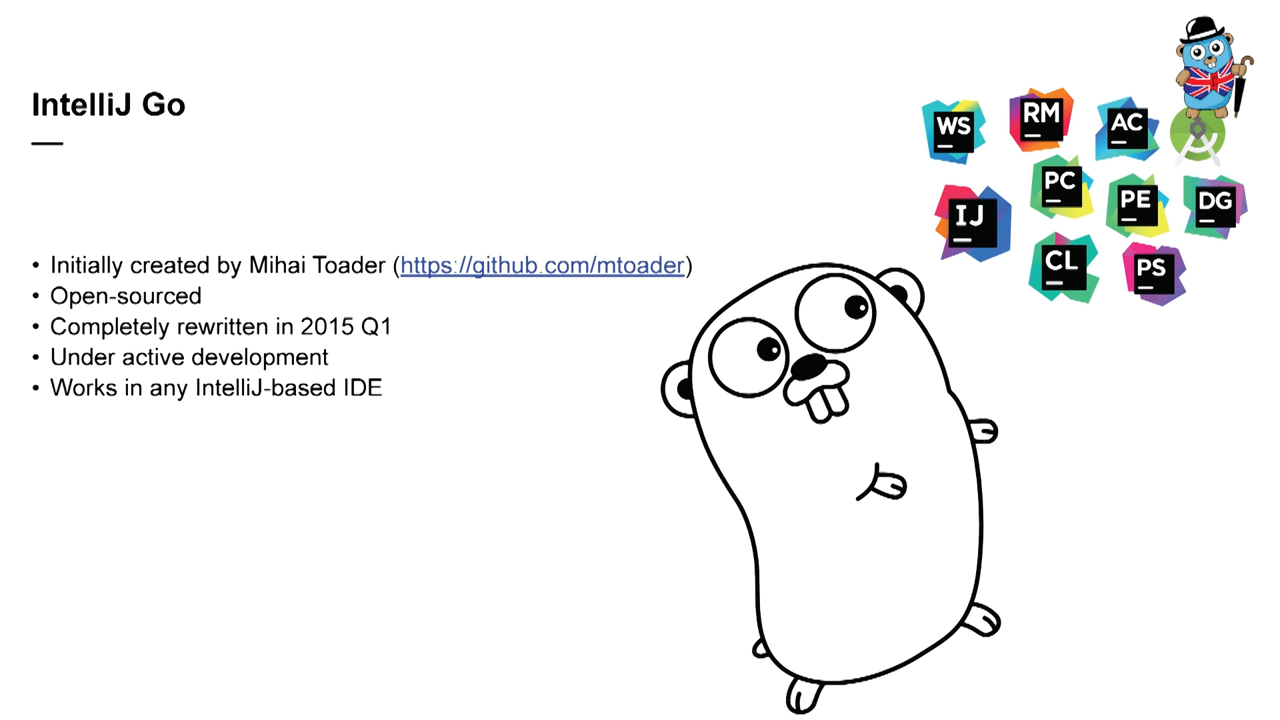 IntelliJ Go
• Initially created by Mihai Toader (https://github.com/mtoader)
• Open-sourced
• Completely rewritten in 2015 Q1
• Under active development
• Works in any IntelliJ-based IDE
WS
RM
AC
PC
IJ
PE
DG
CL
PS